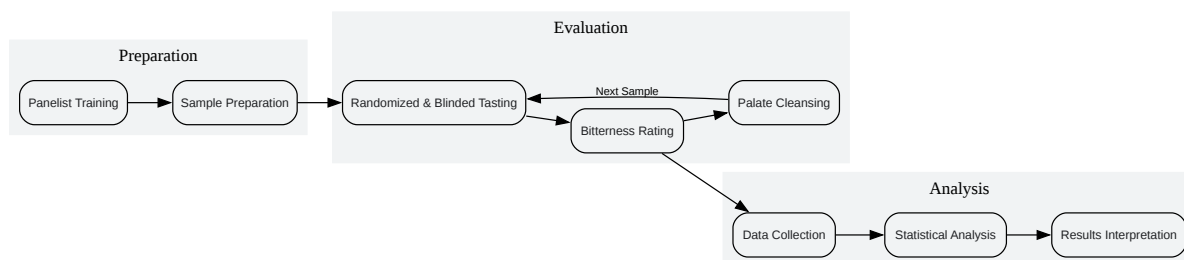 Preparation
Panelist Training
Sample Preparation
Evaluation
Randomized & Blinded Tasting
Next Sample
Bitterness Rating
Palate Cleansing
Analysis
Data Collection
Statistical Analysis
Results Interpretation